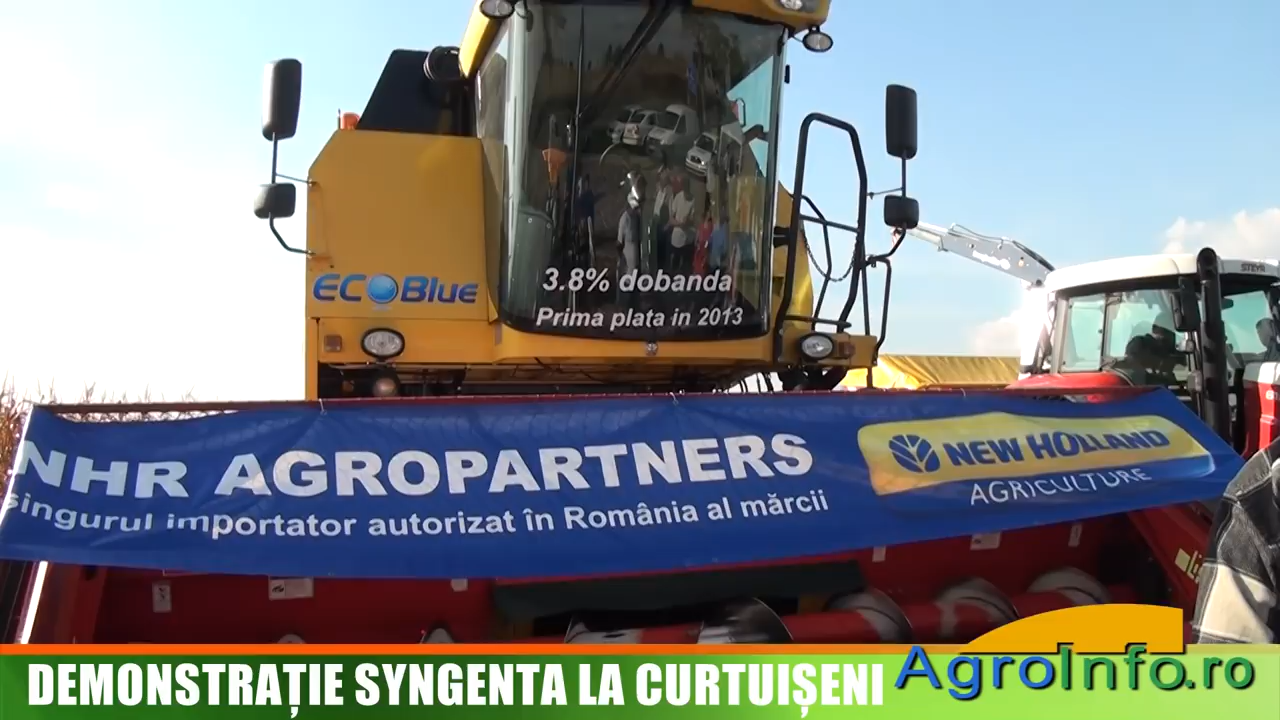 STEYR
ECOBlue
3.8% dobanda
Prima plata in 2013
NHR AGROPARTNERS
singurul importator autorizat în România al mărcii
NEW HOLLAND
AGRICULTURE
DEMONSTRAȚIE SYNGENTA LA CURTUIȘENI
AgroInfo.ro